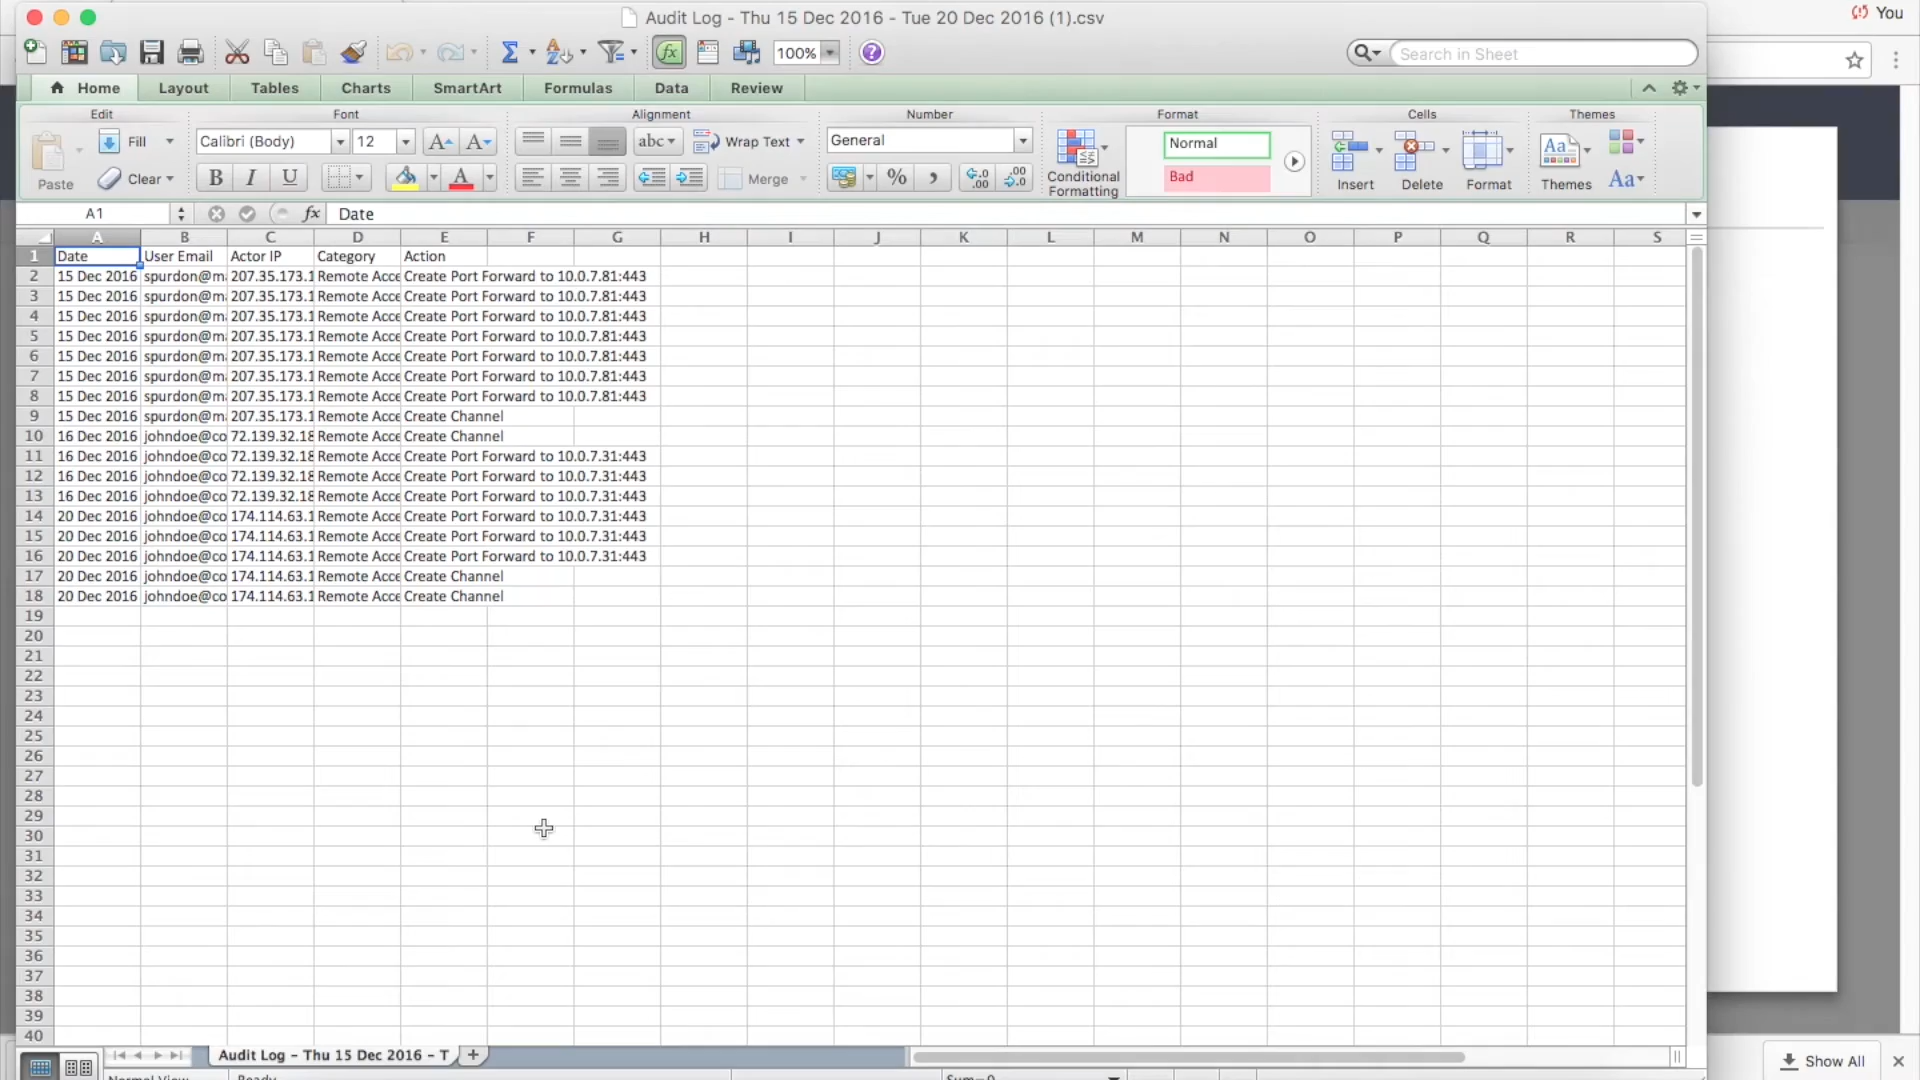 Audit Log - Thu 15 Dec 2016 - Tue 20 Dec 2016 (1).csv
You
100%
Search in Sheet
Home Layout Tables Charts SmartArt Formulas Data Review
Edit Font Alignment Number Format Cells Themes
Fill Calibri (Body) 12 abc Wrap Text General Normal
Paste Clear B I U Merge % Conditional Formatting Bad Insert Delete Format Themes Aa
A1 fx Date
A B C D E F G H I J K L M N O P Q R S
1 Date User Email Actor IP Category Action
2 15 Dec 2016 spurdon@m 207.35.173.1 Remote Acce Create Port Forward to 10.0.7.81:443
3 15 Dec 2016 spurdon@m 207.35.173.1 Remote Acce Create Port Forward to 10.0.7.81:443
4 15 Dec 2016 spurdon@m 207.35.173.1 Remote Acce Create Port Forward to 10.0.7.81:443
5 15 Dec 2016 spurdon@m 207.35.173.1 Remote Acce Create Port Forward to 10.0.7.81:443
6 15 Dec 2016 spurdon@m 207.35.173.1 Remote Acce Create Port Forward to 10.0.7.81:443
7 15 Dec 2016 spurdon@m 207.35.173.1 Remote Acce Create Port Forward to 10.0.7.81:443
8 15 Dec 2016 spurdon@m 207.35.173.1 Remote Acce Create Port Forward to 10.0.7.81:443
9 15 Dec 2016 spurdon@m 207.35.173.1 Remote Acce Create Channel
10 16 Dec 2016 johndoe@co 72.139.32.18 Remote Acce Create Channel
11 16 Dec 2016 johndoe@co 72.139.32.18 Remote Acce Create Port Forward to 10.0.7.31:443
12 16 Dec 2016 johndoe@co 72.139.32.18 Remote Acce Create Port Forward to 10.0.7.31:443
13 16 Dec 2016 johndoe@co 72.139.32.18 Remote Acce Create Port Forward to 10.0.7.31:443
14 20 Dec 2016 johndoe@co 174.114.63.1 Remote Acce Create Port Forward to 10.0.7.31:443
15 20 Dec 2016 johndoe@co 174.114.63.1 Remote Acce Create Port Forward to 10.0.7.31:443
16 20 Dec 2016 johndoe@co 174.114.63.1 Remote Acce Create Port Forward to 10.0.7.31:443
17 20 Dec 2016 johndoe@co 174.114.63.1 Remote Acce Create Channel
18 20 Dec 2016 johndoe@co 174.114.63.1 Remote Acce Create Channel
19
20
21
22
23
24
25
26
27
28
29
30
31
32
33
34
35
36
37
38
39
40
Audit Log - Thu 15 Dec 2016 - T
Show All
Normal View Ready Sum=0